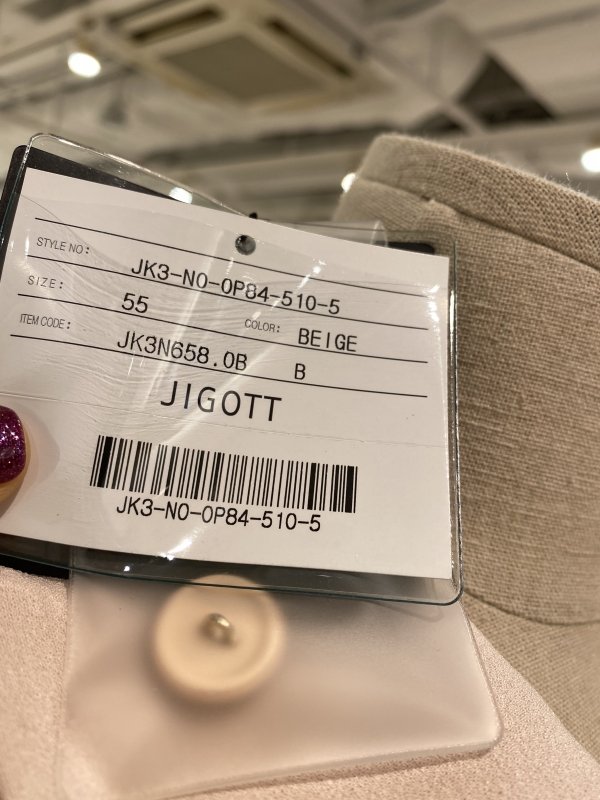 STYLE NO: JK3-N0-0P84-510-5
SIZE: 55 COLOR: BEIGE
ITEM CODE: JK3N658.0B B
JIGOTT
JK3-N0-0P84-510-5